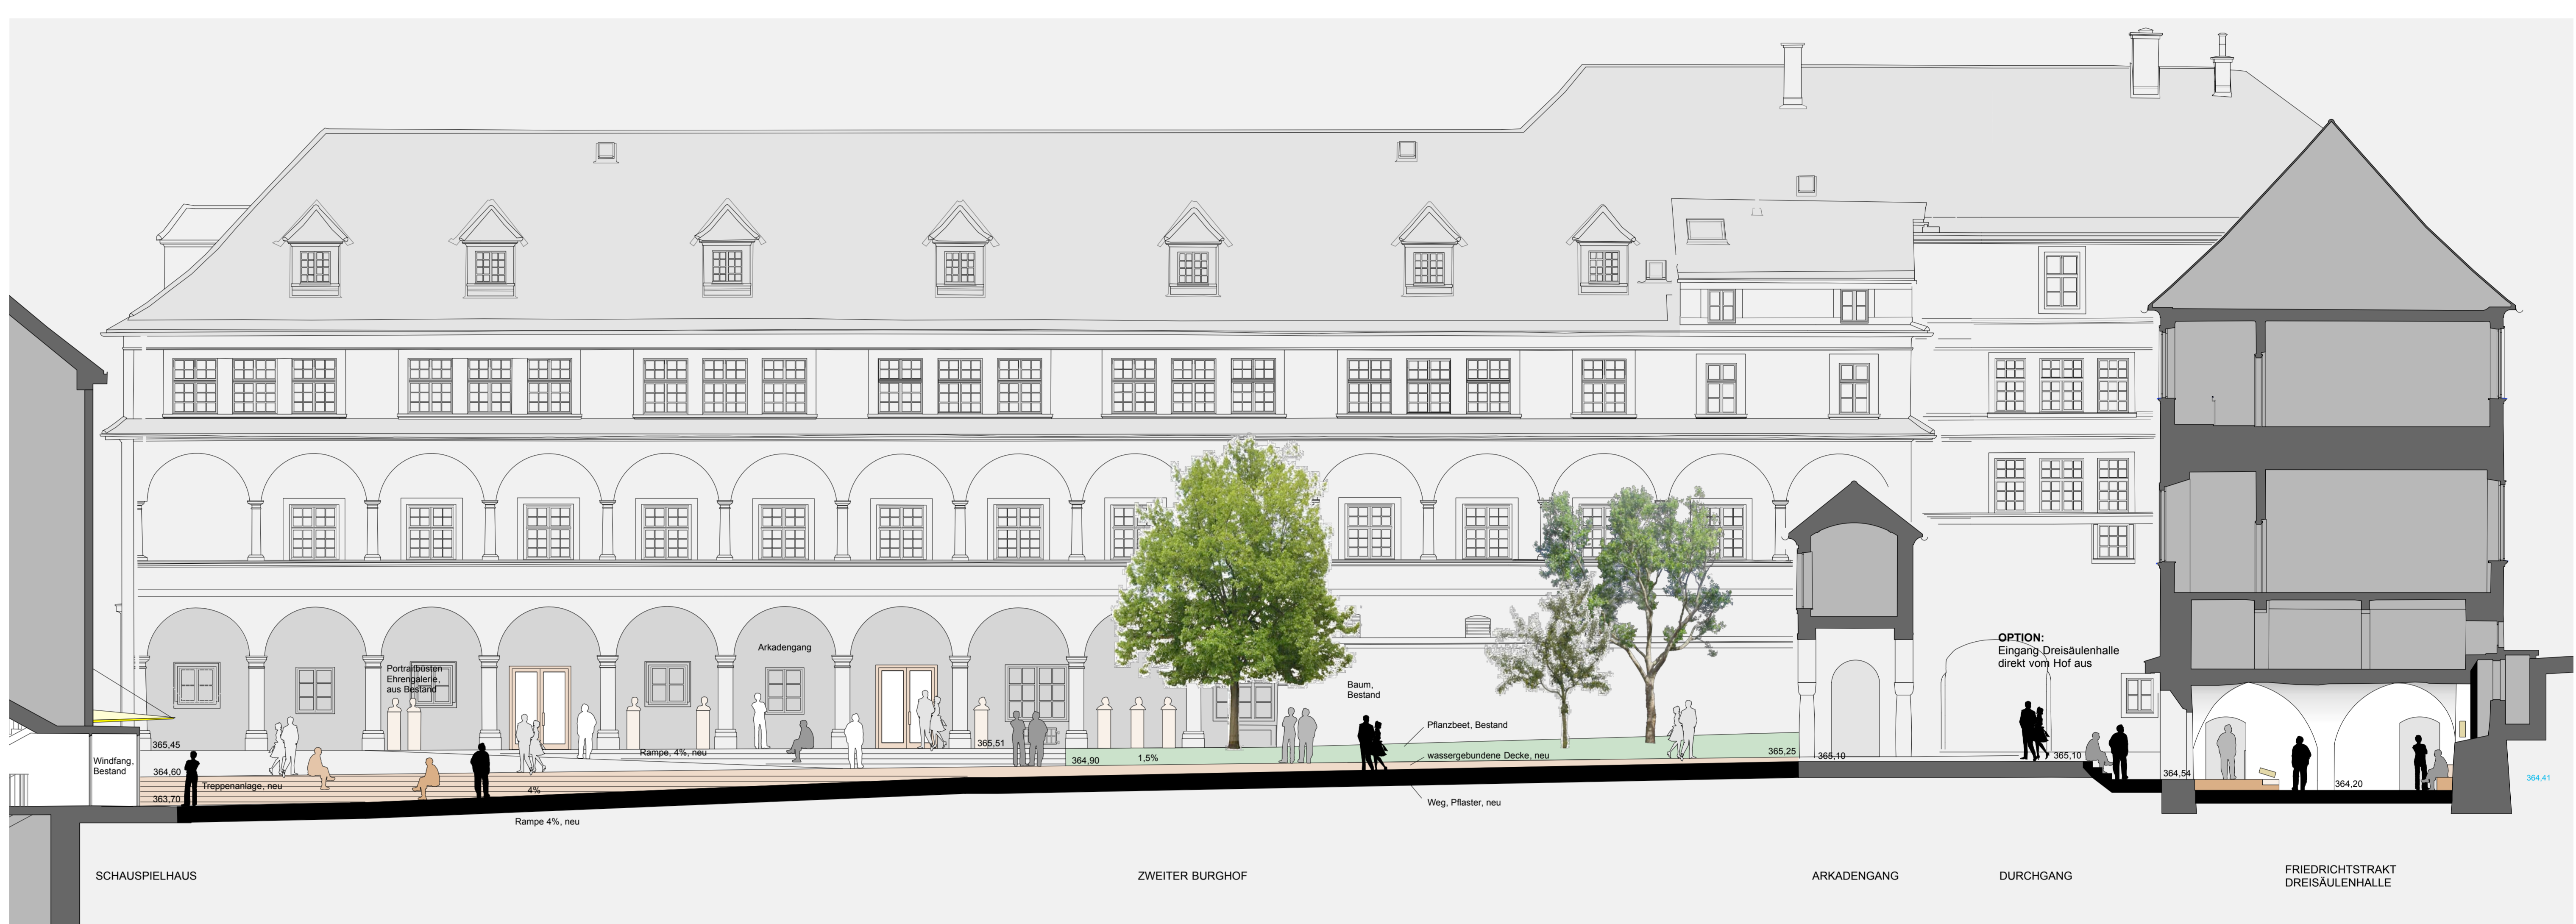 OPTION:
Eingang Dreisäulenhalle
direkt vom Hof aus
Arkadengang
Portraitbüsten
Ehrengalerie,
aus Bestand
Baum,
Bestand
Pflanzbeet, Bestand
365,45
Rampe, 4%, neu
365,51
364,90
1,5%
wassergebundene Decke, neu
365,25
365,10
365,10
Windfang,
Bestand
364,60
364,54
364,41
Treppenanlage, neu
4%
364,20
363,70
Weg, Pflaster, neu
Rampe 4%, neu
SCHAUSPIELHAUS
ZWEITER BURGHOF
ARKADENGANG
DURCHGANG
FRIEDRICHTSTRAKT
DREISÄULENHALLE